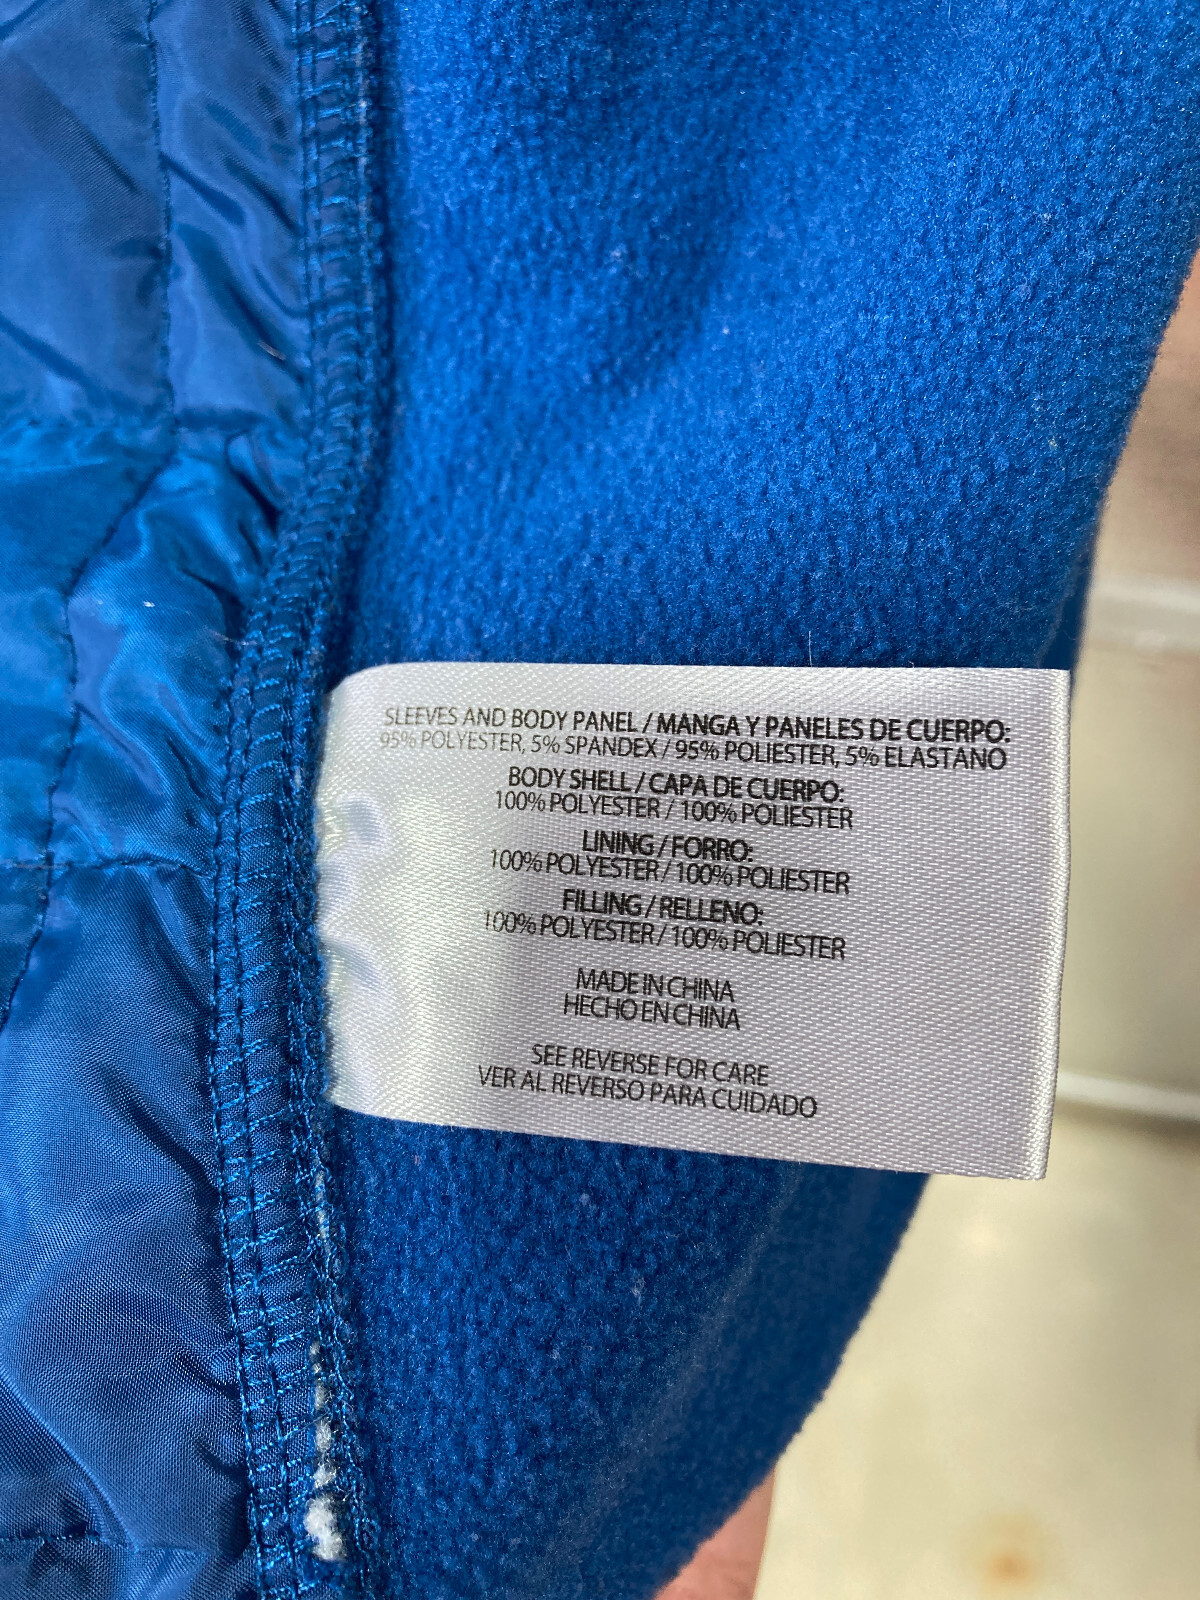 SLEEVES AND BODY PANEL / MANGA Y PANELES DE CUERPO:
95% POLYESTER, 5% SPANDEX / 95% POLIESTER, 5% ELASTANO
BODY SHELL / CAPA DE CUERPO:
100% POLYESTER / 100% POLIESTER
LINING / FORRO:
100% POLYESTER / 100% POLIESTER
FILLING / RELLENO:
100% POLYESTER / 100% POLIESTER
MADE IN CHINA
HECHO EN CHINA
SEE REVERSE FOR CARE
VER AL REVERSO PARA CUIDADO